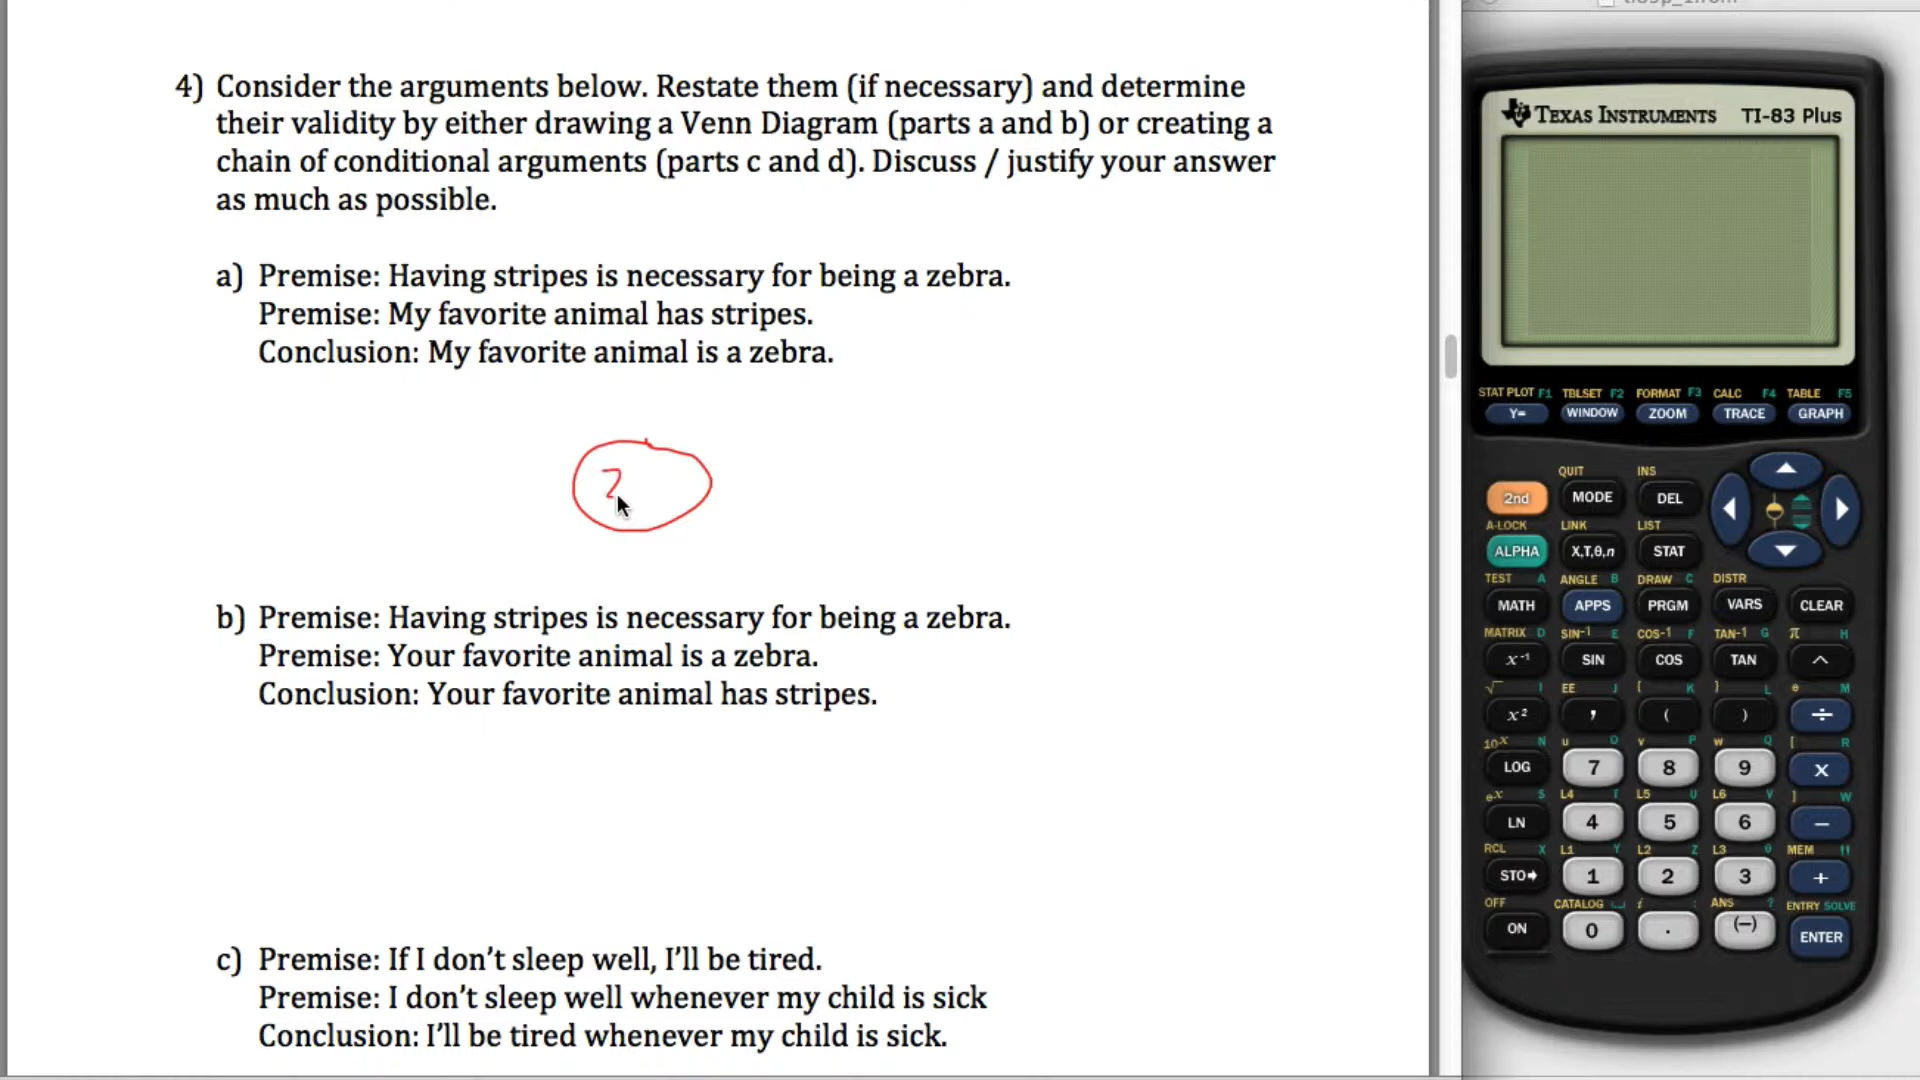 4) Consider the arguments below. Restate them (if necessary) and determine
their validity by either drawing a Venn Diagram (parts a and b) or creating a
chain of conditional arguments (parts c and d). Discuss / justify your answer
as much as possible.
a) Premise: Having stripes is necessary for being a zebra.
Premise: My favorite animal has stripes.
Conclusion: My favorite animal is a zebra.
Z
b) Premise: Having stripes is necessary for being a zebra.
Premise: Your favorite animal is a zebra.
Conclusion: Your favorite animal has stripes.
c) Premise: If I don’t sleep well, I’ll be tired.
Premise: I don’t sleep well whenever my child is sick
Conclusion: I’ll be tired whenever my child is sick.
TEXAS INSTRUMENTS TI-83 Plus
STAT PLOT F1 TBLSET F2 FORMAT F3 CALC F4 TABLE F5
Y= WINDOW ZOOM TRACE GRAPH
QUIT INS
2nd MODE DEL
A-LOCK LINK LIST
ALPHA X,T,θ,n STAT
TEST A ANGLE B DRAW C DISTR
MATH APPS PRGM VARS CLEAR
MATRIX D SIN⁻¹ E COS⁻¹ F TAN⁻¹ G π H
x⁻¹ SIN COS TAN ^
√ I EE J { K } L e M
x² , ( ) ÷
10ˣ N u O v P w Q [ R
LOG 7 8 9 X
eˣ S L4 T L5 U L6 V ] W
LN 4 5 6 −
RCL X L1 Y L2 Z L3 θ MEM "
STO➡ 1 2 3 +
OFF CATALOG i : ANS ? ENTRY SOLVE
ON 0 . (−) ENTER